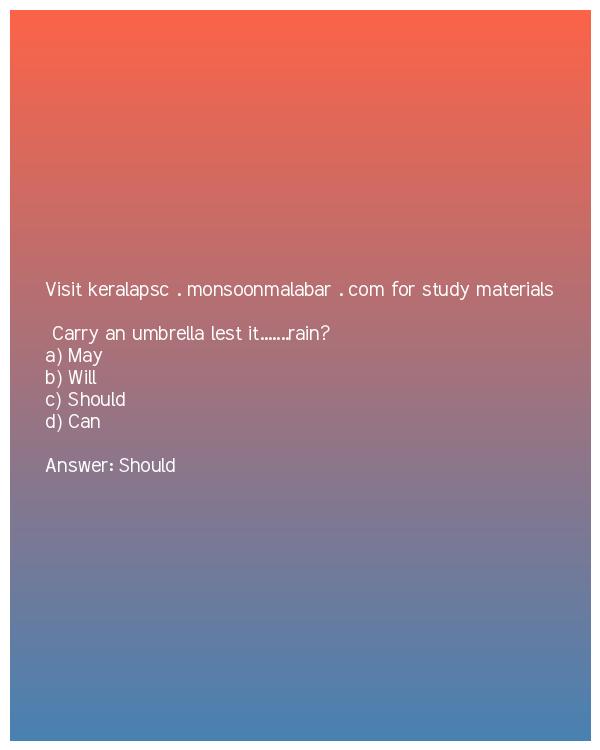 Visit keralapsc . monsoonmalabar . com for study materials
Carry an umbrella lest it.......rain?
a) May
b) Will
c) Should
d) Can
Answer: Should